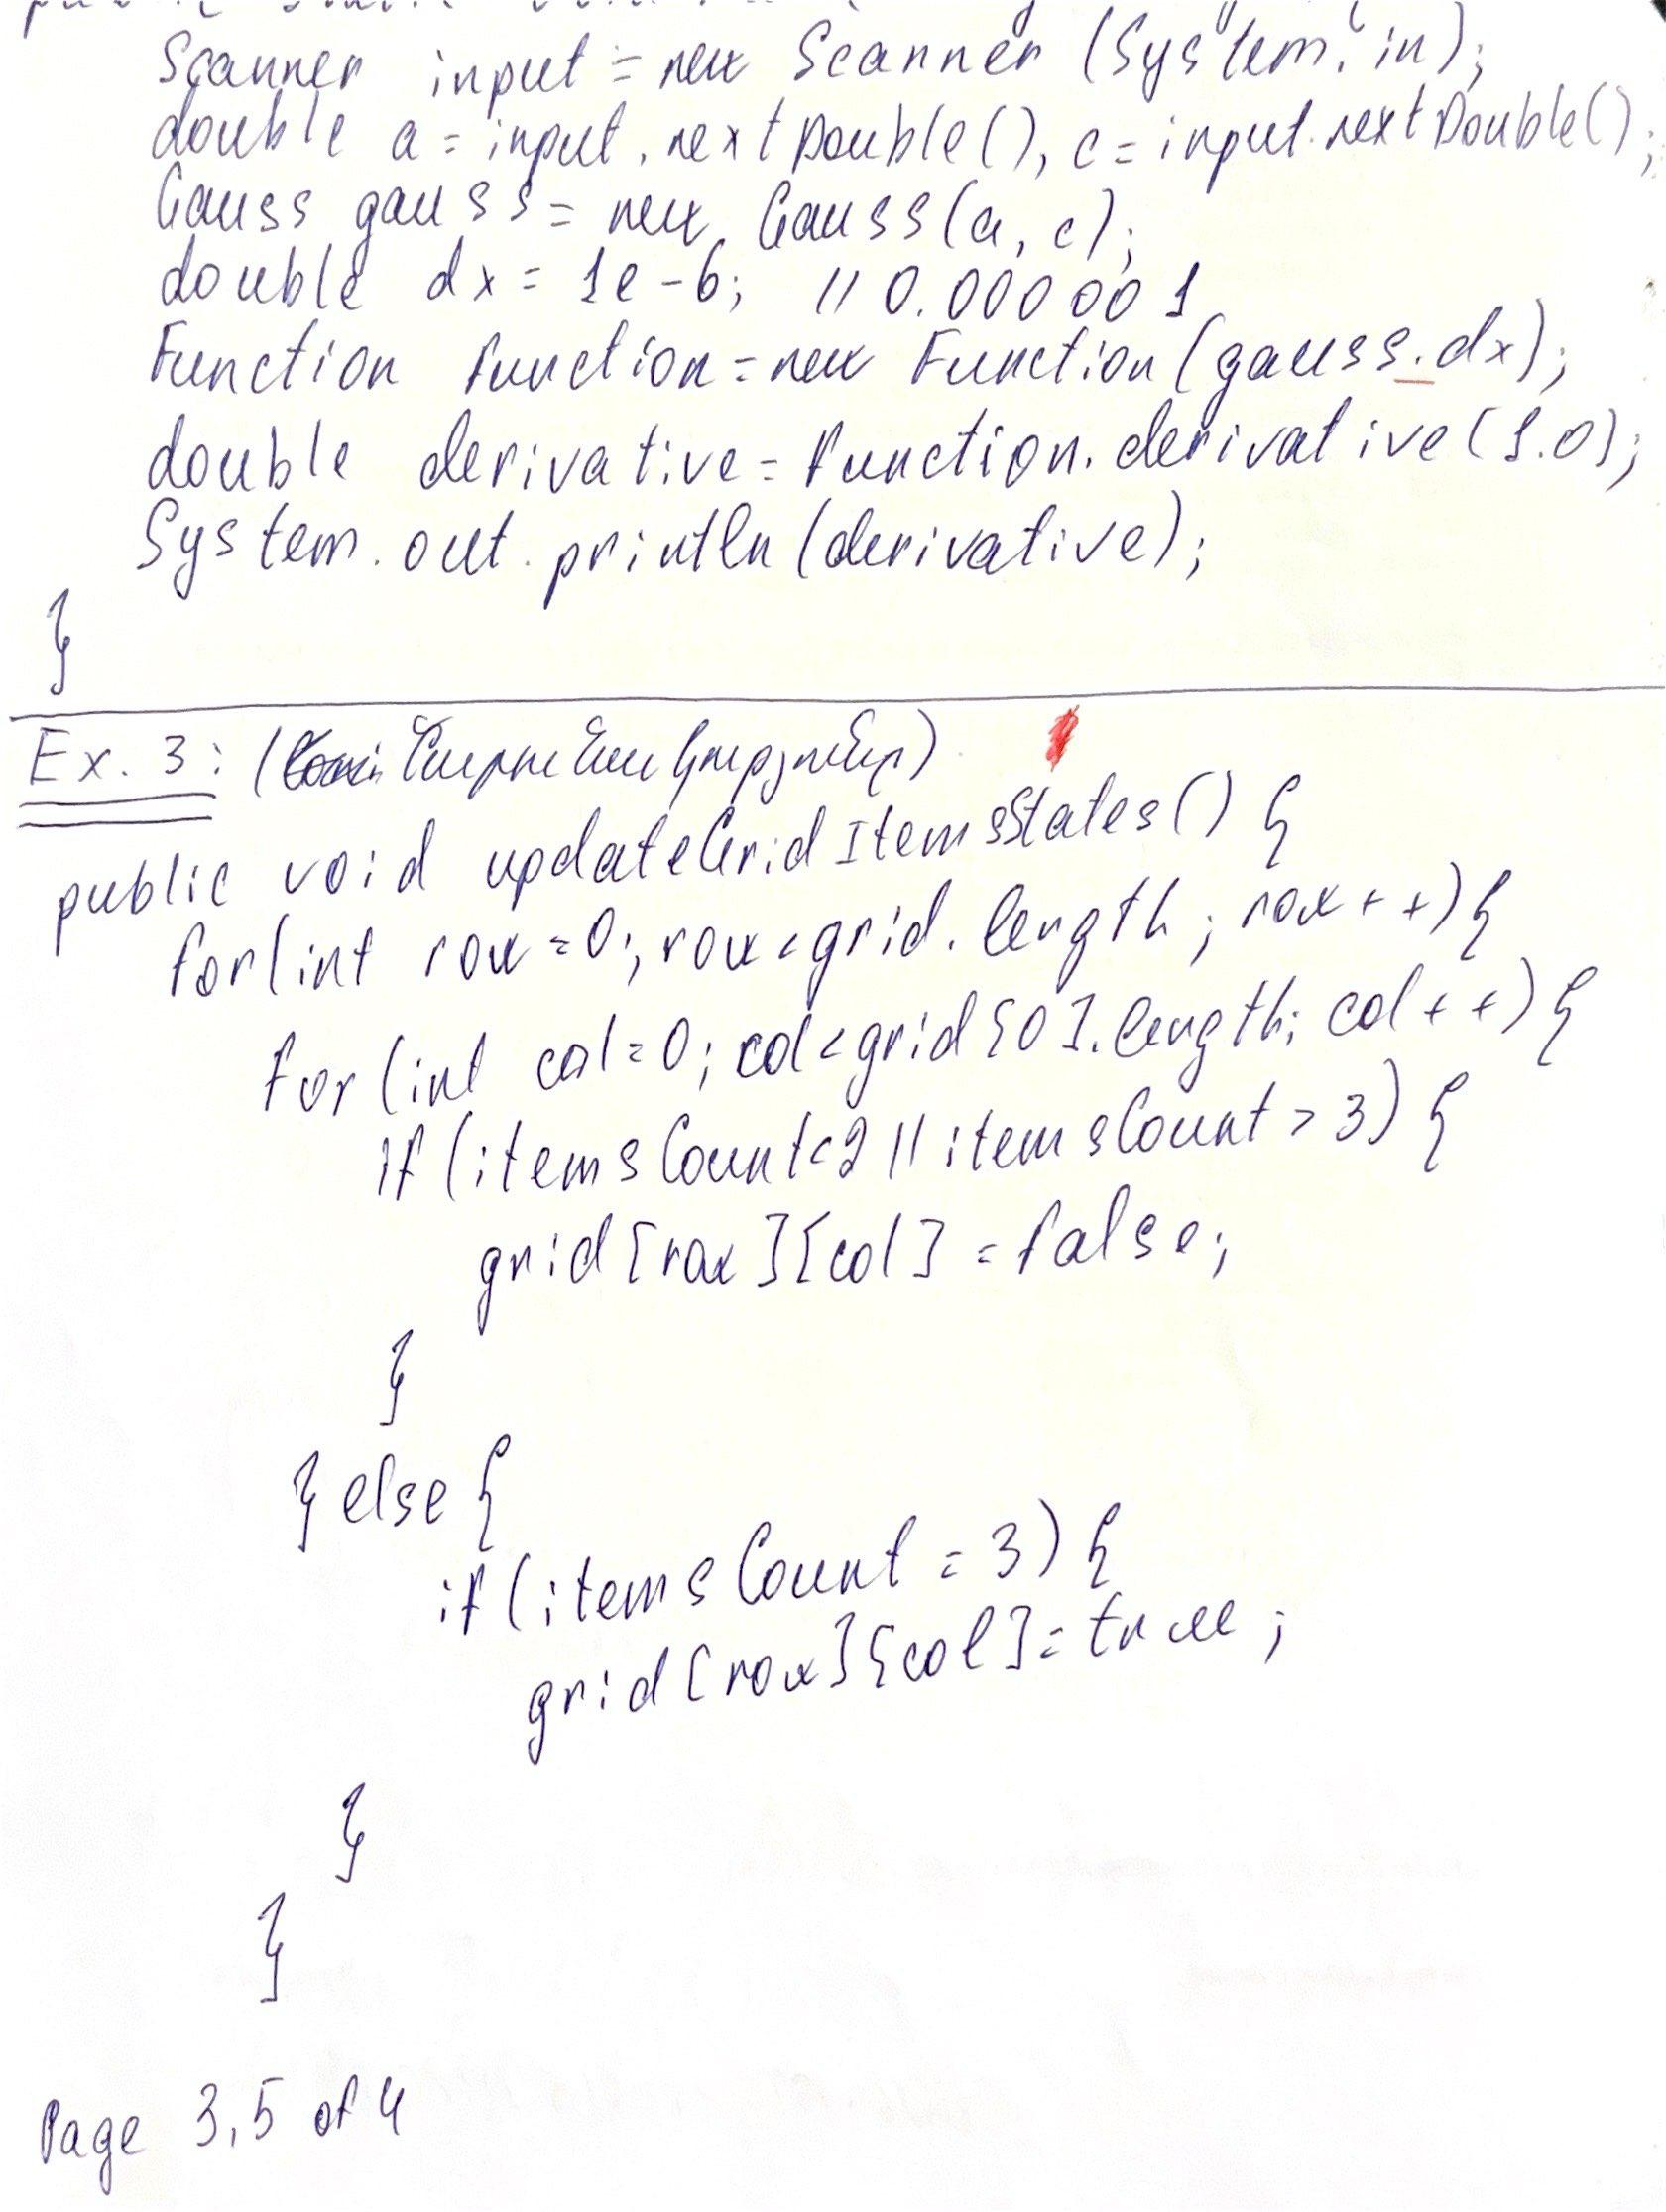 Scanner input = new Scanner (System.in);
double a = input.nextDouble(), c = input.nextDouble();
Gauss gauss = new Gauss(a, c);
double dx = 1e-6; // 0.000001
Function function = new Function(gauss.dx);
double derivative = function.derivative(1.0);
System.out.println(derivative);
}
Ex. 3: (
public void updateGridItemsStates() {
for(int row=0; row<grid.length; row++){
for(int col=0; col<grid[0].length; col++){
if(itemsCount<2 || itemsCount>3) {
grid[row][col] = false;
}
} else {
if(itemsCount = 3) {
grid[row][col] = true;
}
}
Page 3,5 of 4